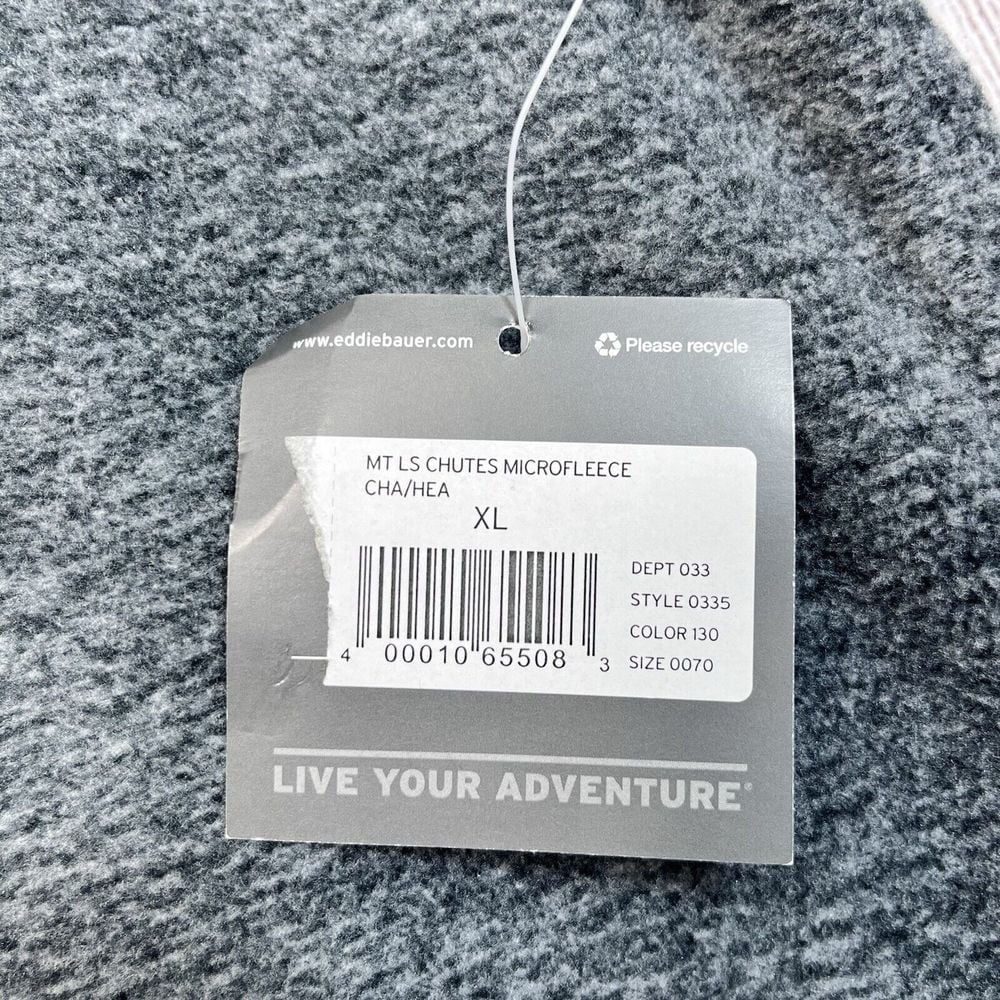 www.eddiebauer.com
Please recycle
MT LS CHUTES MICROFLEECE
CHA/HEA
XL
DEPT 033
STYLE 0335
COLOR 130
SIZE 0070
4 00010 65508 3
LIVE YOUR ADVENTURE®